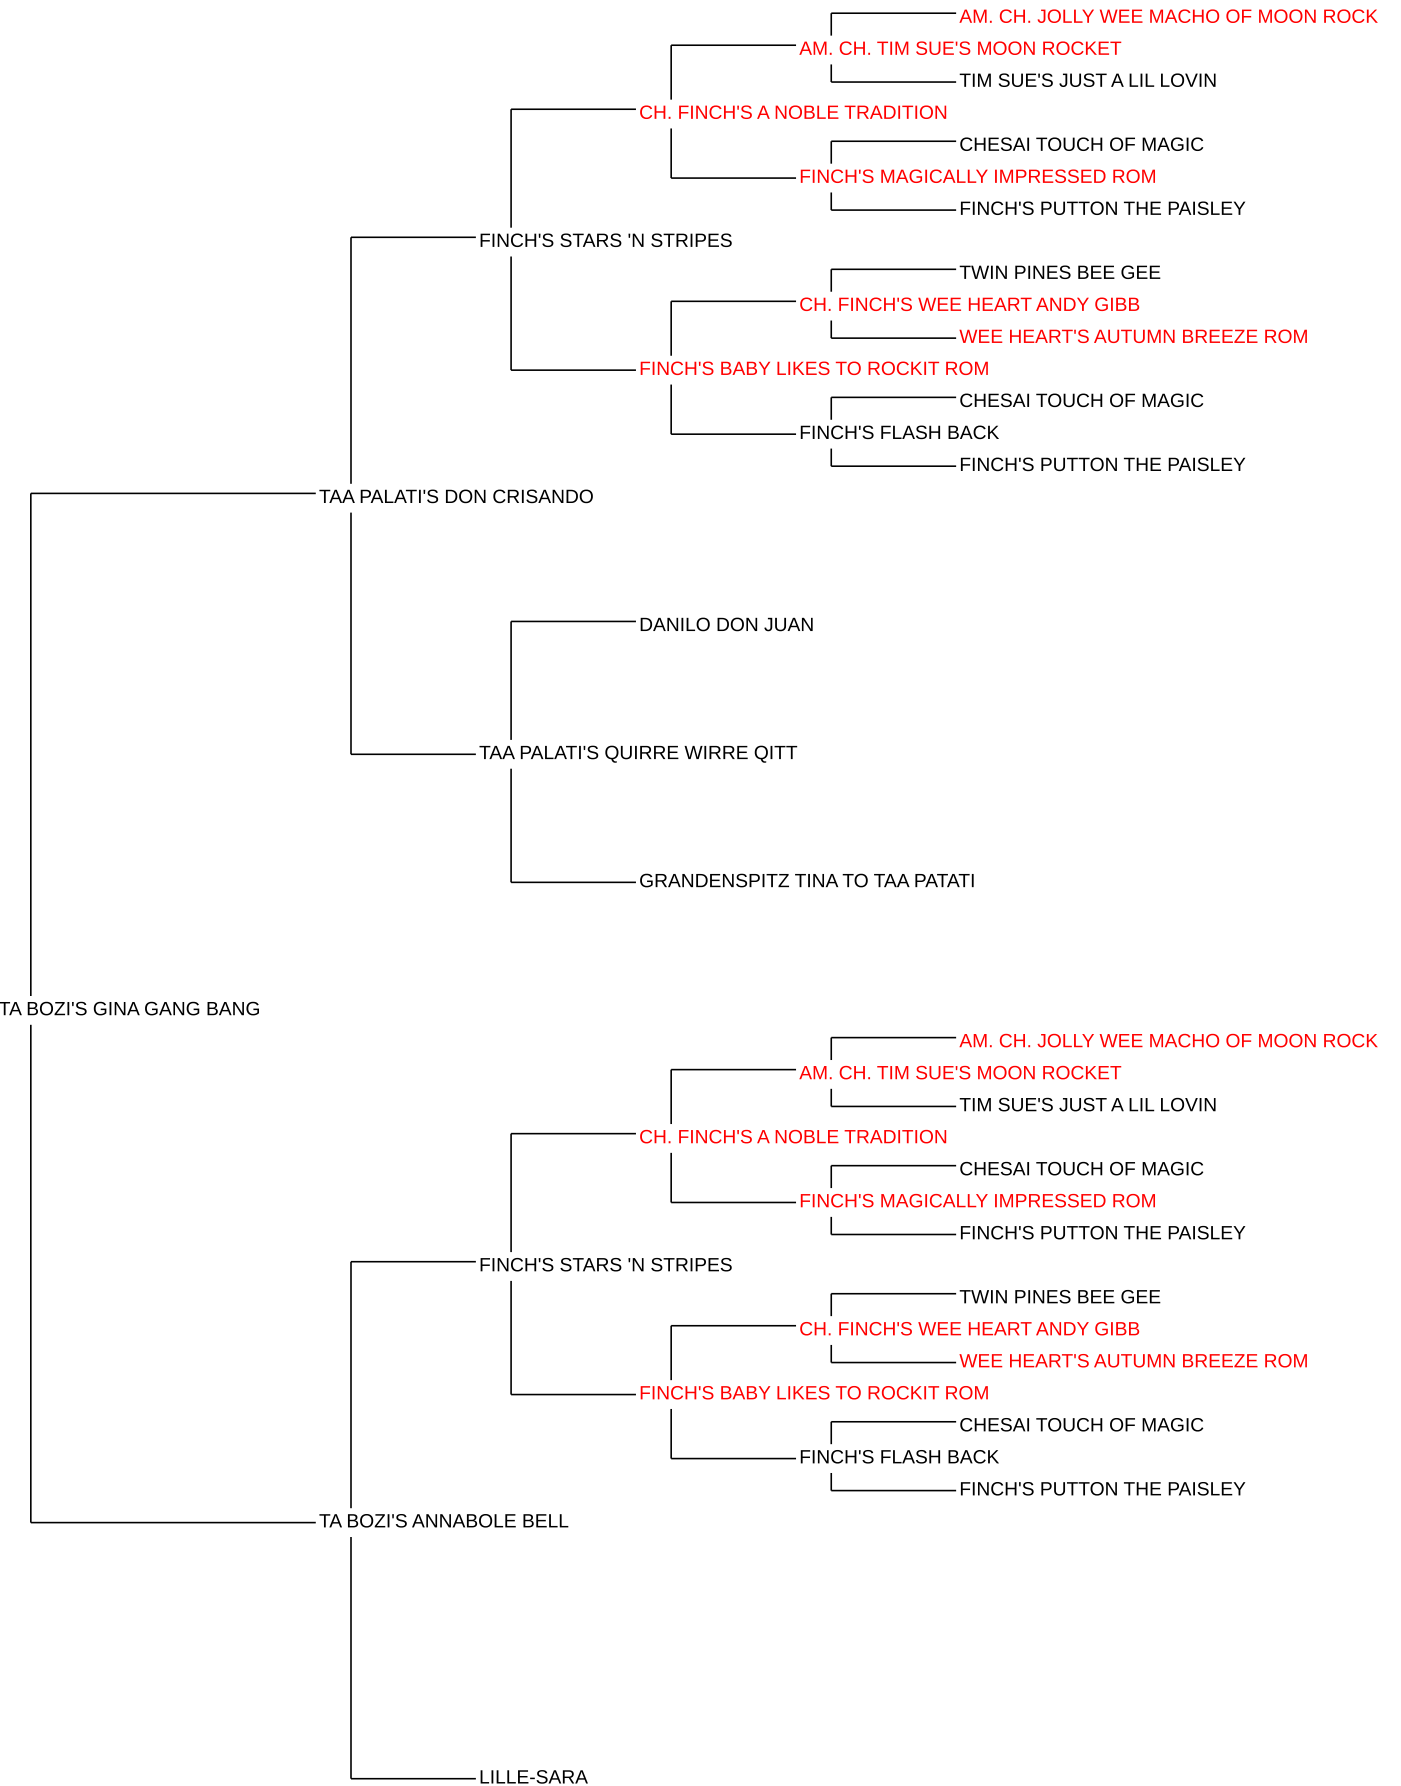 AM. CH. JOLLY WEE MACHO OF MOON ROCK
AM. CH. TIM SUE'S MOON ROCKET
TIM SUE'S JUST A LIL LOVIN
CH. FINCH'S A NOBLE TRADITION
CHESAI TOUCH OF MAGIC
FINCH'S MAGICALLY IMPRESSED ROM
FINCH'S PUTTON THE PAISLEY
FINCH'S STARS 'N STRIPES
TWIN PINES BEE GEE
CH. FINCH'S WEE HEART ANDY GIBB
WEE HEART'S AUTUMN BREEZE ROM
FINCH'S BABY LIKES TO ROCKIT ROM
CHESAI TOUCH OF MAGIC
FINCH'S FLASH BACK
FINCH'S PUTTON THE PAISLEY
TAA PALATI'S DON CRISANDO
DANILO DON JUAN
TAA PALATI'S QUIRRE WIRRE QITT
GRANDENSPITZ TINA TO TAA PATATI
TA BOZI'S GINA GANG BANG
AM. CH. JOLLY WEE MACHO OF MOON ROCK
AM. CH. TIM SUE'S MOON ROCKET
TIM SUE'S JUST A LIL LOVIN
CH. FINCH'S A NOBLE TRADITION
CHESAI TOUCH OF MAGIC
FINCH'S MAGICALLY IMPRESSED ROM
FINCH'S PUTTON THE PAISLEY
FINCH'S STARS 'N STRIPES
TWIN PINES BEE GEE
CH. FINCH'S WEE HEART ANDY GIBB
WEE HEART'S AUTUMN BREEZE ROM
FINCH'S BABY LIKES TO ROCKIT ROM
CHESAI TOUCH OF MAGIC
FINCH'S FLASH BACK
FINCH'S PUTTON THE PAISLEY
TA BOZI'S ANNABOLE BELL
LILLE-SARA